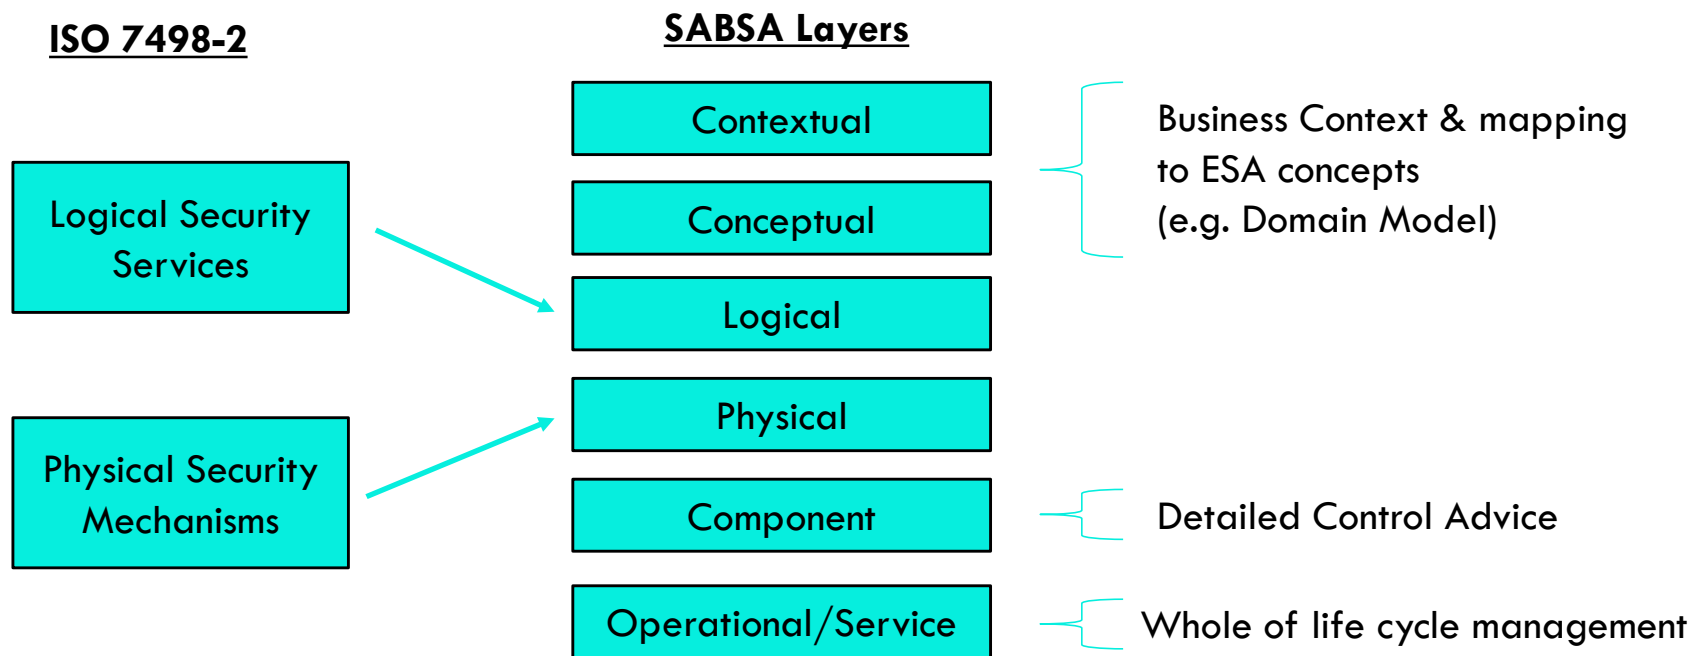 ISO 7498-2
SABSA Layers
Logical Security
Services
Physical Security
Mechanisms
Contextual
Conceptual
Logical
Physical
Component
Operational/Service
Business Context & mapping
to ESA concepts
(e.g. Domain Model)
Detailed Control Advice
Whole of life cycle management